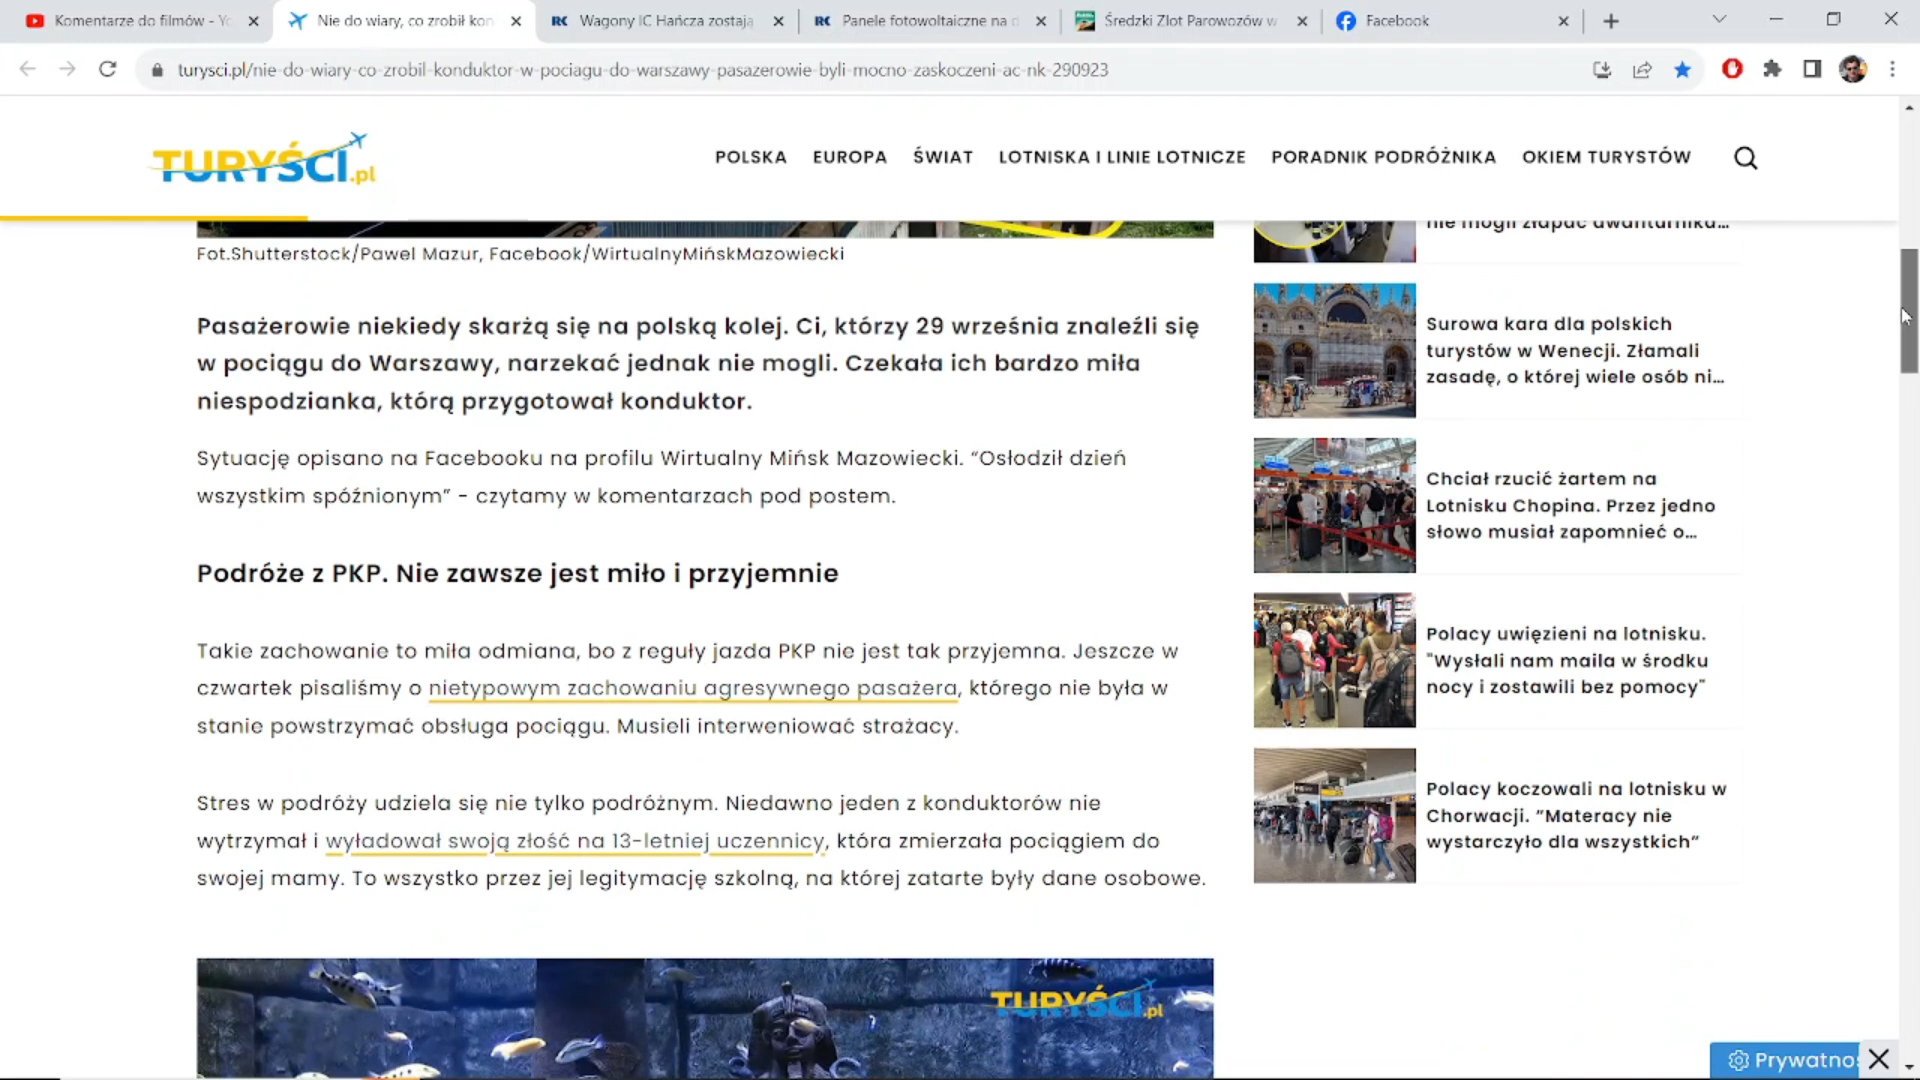 Komentarze do filmów - Yo
Nie do wiary, co zrobił kon
RK Wagony IC Hańcza zostają
RK Panele fotowoltaiczne na d
Średzki Zlot Parowozów w
Facebook
turysci.pl/nie-do-wiary-co-zrobil-konduktor-w-pociagu-do-warszawy-pasazerowie-byli-mocno-zaskoczeni-ac-nk-290923
TURYŚCI.pl
POLSKA EUROPA ŚWIAT LOTNISKA I LINIE LOTNICZE PORADNIK PODRÓŻNIKA OKIEM TURYSTÓW
Fot.Shutterstock/Pawel Mazur, Facebook/WirtualnyMińskMazowiecki
Pasażerowie niekiedy skarżą się na polską kolej. Ci, którzy 29 września znaleźli się
w pociągu do Warszawy, narzekać jednak nie mogli. Czekała ich bardzo miła
niespodzianka, którą przygotował konduktor.
Sytuację opisano na Facebooku na profilu Wirtualny Mińsk Mazowiecki. “Osłodził dzień
wszystkim spóźnionym” - czytamy w komentarzach pod postem.
Podróże z PKP. Nie zawsze jest miło i przyjemnie
Takie zachowanie to miła odmiana, bo z reguły jazda PKP nie jest tak przyjemna. Jeszcze w
czwartek pisaliśmy o nietypowym zachowaniu agresywnego pasażera, którego nie była w
stanie powstrzymać obsługa pociągu. Musieli interweniować strażacy.
Stres w podróży udziela się nie tylko podróżnym. Niedawno jeden z konduktorów nie
wytrzymał i wyładował swoją złość na 13-letniej uczennicy, która zmierzała pociągiem do
swojej mamy. To wszystko przez jej legitymację szkolną, na której zatarte były dane osobowe.
TURYŚCI.pl
nie mogli złapać awanturnika...
Surowa kara dla polskich
turystów w Wenecji. Złamali
zasadę, o której wiele osób ni...
Chciał rzucić żartem na
Lotnisku Chopina. Przez jedno
słowo musiał zapomnieć o...
Polacy uwięzieni na lotnisku.
"Wysłali nam maila w środku
nocy i zostawili bez pomocy"
Polacy koczowali na lotnisku w
Chorwacji. “Materacy nie
wystarczyło dla wszystkich”
Prywatnoś